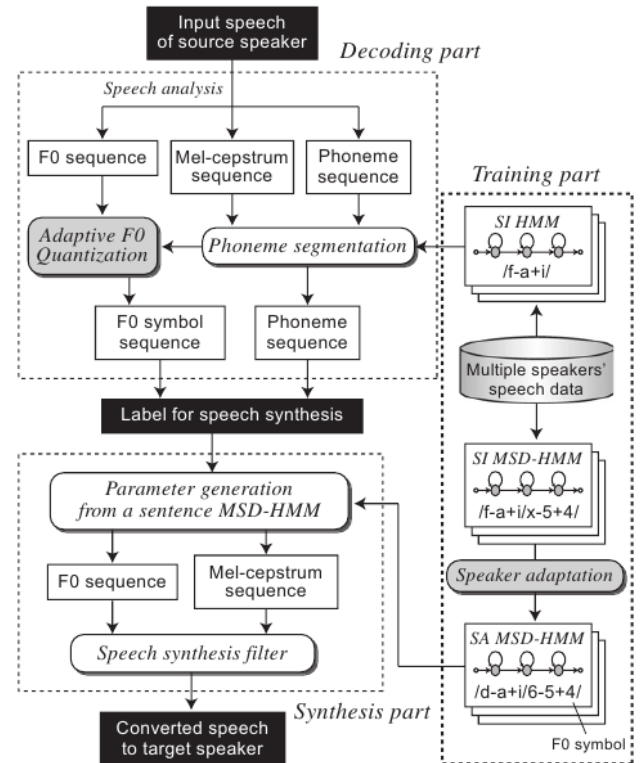 Input speech
of source speaker
Decoding part
Speech analysis
F0 sequence
Mel-cepstrum
sequence
Phoneme
sequence
Adaptive F0
Quantization
Phoneme segmentation
F0 symbol
sequence
Phoneme
sequence
Label for speech synthesis
Parameter generation
from a sentence MSD-HMM
F0 sequence
Mel-cepstrum
sequence
Speech synthesis filter
Synthesis part
Converted speech
to target speaker
Training part
SI HMM
/f-a+i/
Multiple speakers'
speech data
SI MSD-HMM
/f-a+i/x-5+4/
Speaker adaptation
SA MSD-HMM
/d-a+i/6-5+4/
F0 symbol